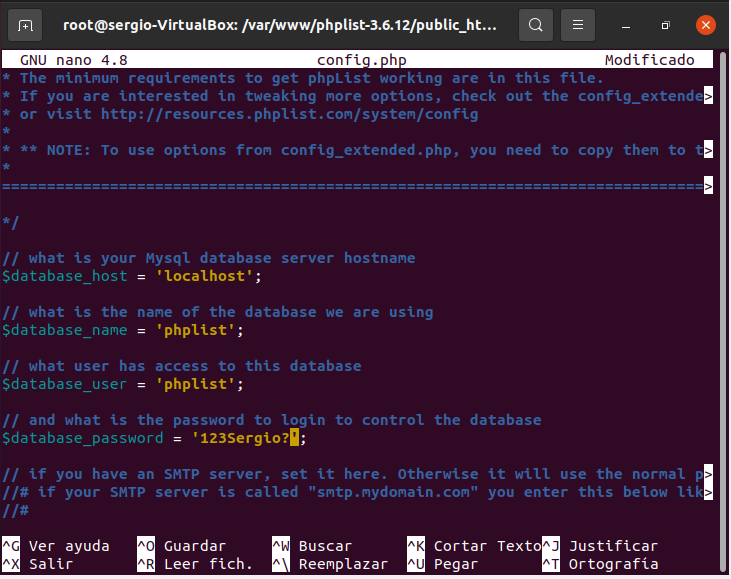 root@sergio-VirtualBox: /var/www/phplist-3.6.12/public_ht...
GNU nano 4.8 config.php Modificado
* The minimum requirements to get phpList working are in this file.
* If you are interested in tweaking more options, check out the config_extende>
* or visit http://resources.phplist.com/system/config
*
* ** NOTE: To use options from config_extended.php, you need to copy them to t>
*
==============================================================================>
*/
// what is your Mysql database server hostname
$database_host = 'localhost';
// what is the name of the database we are using
$database_name = 'phplist';
// what user has access to this database
$database_user = 'phplist';
// and what is the password to login to control the database
$database_password = '123Sergio?';
// if you have an SMTP server, set it here. Otherwise it will use the normal p>
//# if your SMTP server is called "smtp.mydomain.com" you enter this below lik>
//#
^G Ver ayuda ^O Guardar ^W Buscar ^K Cortar Texto ^J Justificar
^X Salir ^R Leer fich. ^\ Reemplazar ^U Pegar ^T Ortografía